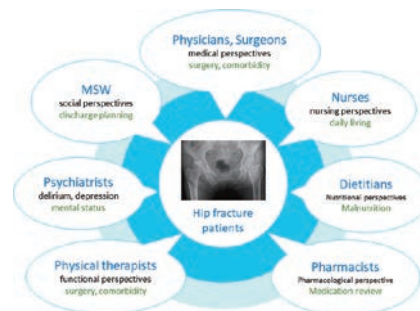 Physicians, Surgeons
medical perspectives
surgery, comorbidity
MSW
social perspectives
discharge planning
Nurses
nursing perspectives
daily living
Psychiatrists
delirium, depression
mental status
Hip fracture
patients
Dietitians
Nutritional perspectives
Malnutrition
Physical therapists
functional perspectives
surgery, comorbidity
Pharmacists
Pharmacological perspective
Medication review